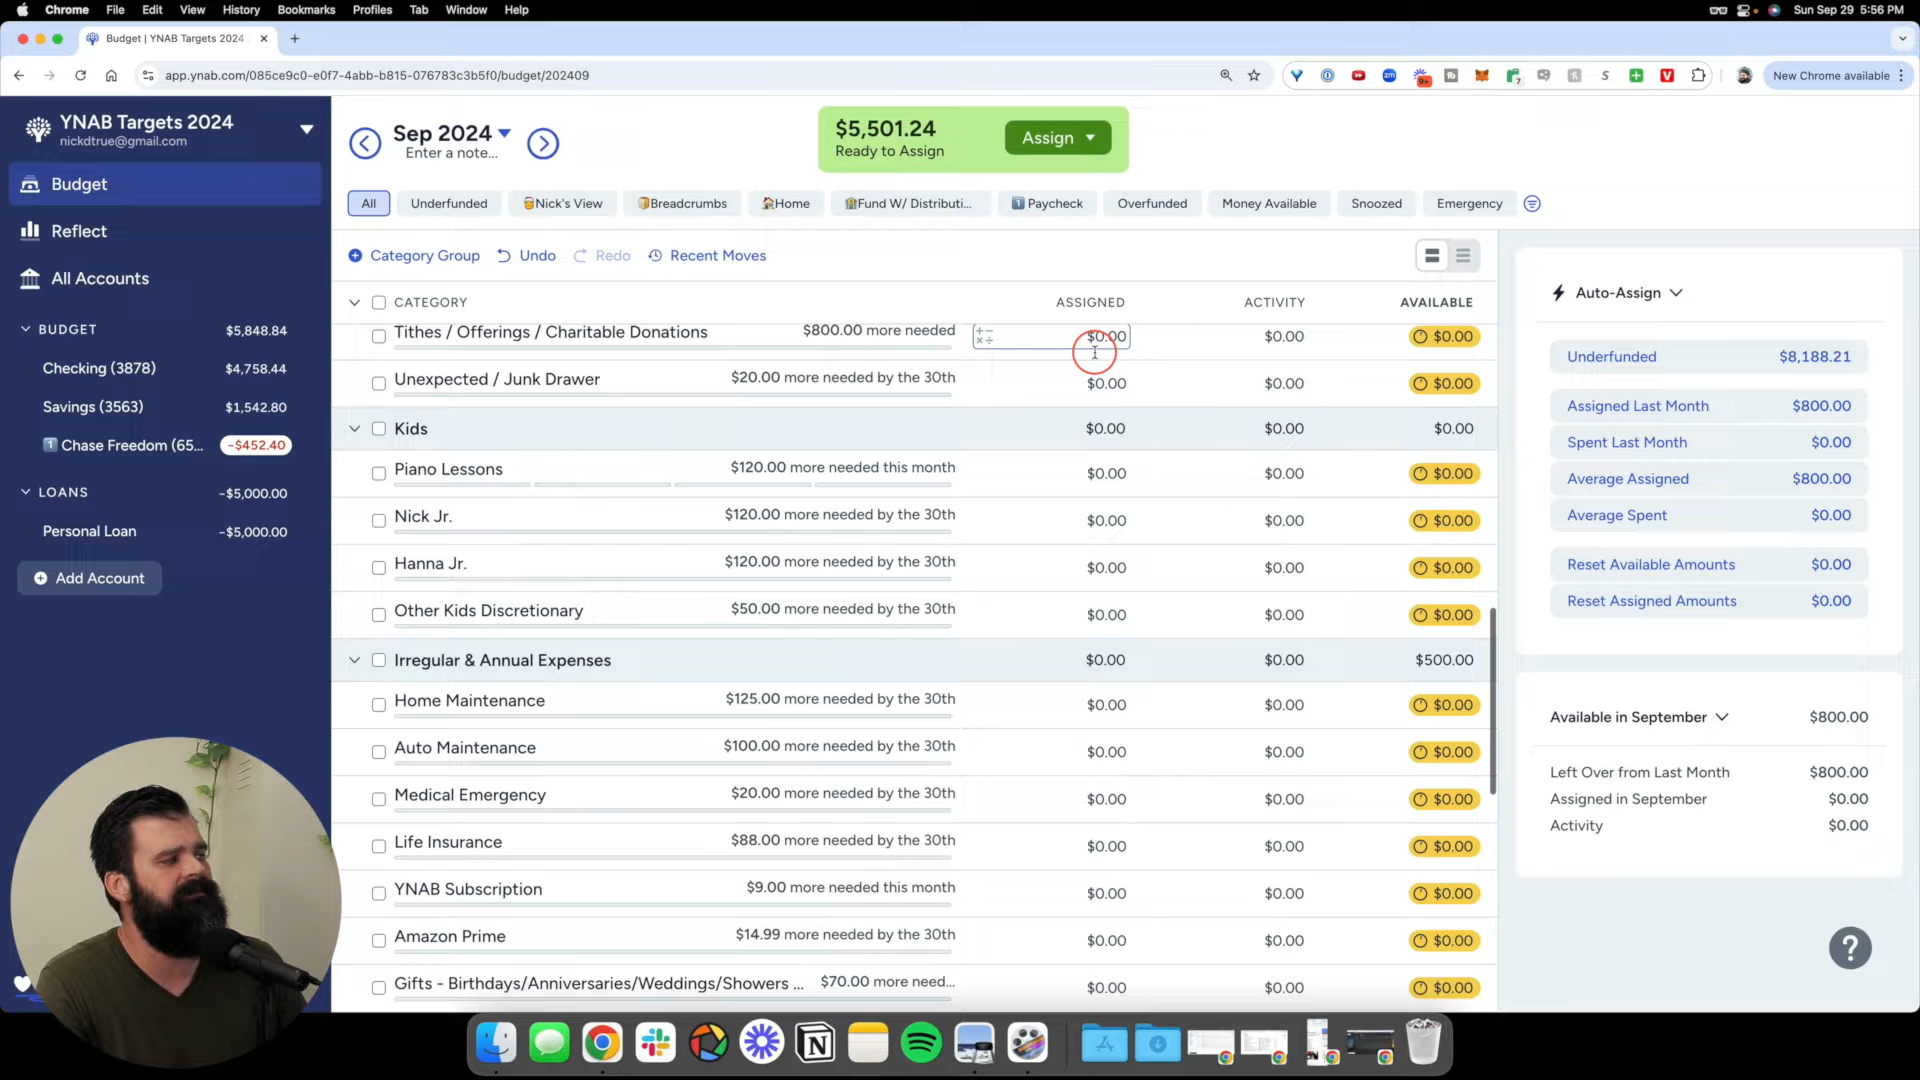 Chrome File Edit View History Bookmarks Profiles Tab Window Help
Sun Sep 29 5:56 PM
Budget | YNAB Targets 2024
app.ynab.com/085ce9c0-e0f7-4abb-b815-076783c3b5f0/budget/202409
New Chrome available
YNAB Targets 2024
nickdtrue@gmail.com
Budget
Reflect
All Accounts
BUDGET $5,848.84
Checking (3878) $4,758.44
Savings (3563) $1,542.80
1 Chase Freedom (65... -$452.40
LOANS -$5,000.00
Personal Loan -$5,000.00
Add Account
Sep 2024
Enter a note...
$5,501.24
Ready to Assign
Assign
All Underfunded Nick's View Breadcrumbs Home Fund W/ Distributi... 1 Paycheck Overfunded Money Available Snoozed Emergency
Category Group Undo Redo Recent Moves
CATEGORY ASSIGNED ACTIVITY AVAILABLE
Tithes / Offerings / Charitable Donations $800.00 more needed $0.00 $0.00 $0.00
Unexpected / Junk Drawer $20.00 more needed by the 30th $0.00 $0.00 $0.00
Kids $0.00 $0.00 $0.00
Piano Lessons $120.00 more needed this month $0.00 $0.00 $0.00
Nick Jr. $120.00 more needed by the 30th $0.00 $0.00 $0.00
Hanna Jr. $120.00 more needed by the 30th $0.00 $0.00 $0.00
Other Kids Discretionary $50.00 more needed by the 30th $0.00 $0.00 $0.00
Irregular & Annual Expenses $0.00 $0.00 $500.00
Home Maintenance $125.00 more needed by the 30th $0.00 $0.00 $0.00
Auto Maintenance $100.00 more needed by the 30th $0.00 $0.00 $0.00
Medical Emergency $20.00 more needed by the 30th $0.00 $0.00 $0.00
Life Insurance $88.00 more needed by the 30th $0.00 $0.00 $0.00
YNAB Subscription $9.00 more needed this month $0.00 $0.00 $0.00
Amazon Prime $14.99 more needed by the 30th $0.00 $0.00 $0.00
Gifts - Birthdays/Anniversaries/Weddings/Showers ... $70.00 more need... $0.00 $0.00 $0.00
Auto-Assign
Underfunded $8,188.21
Assigned Last Month $800.00
Spent Last Month $0.00
Average Assigned $800.00
Average Spent $0.00
Reset Available Amounts $0.00
Reset Assigned Amounts $0.00
Available in September $800.00
Left Over from Last Month $800.00
Assigned in September $0.00
Activity $0.00
?